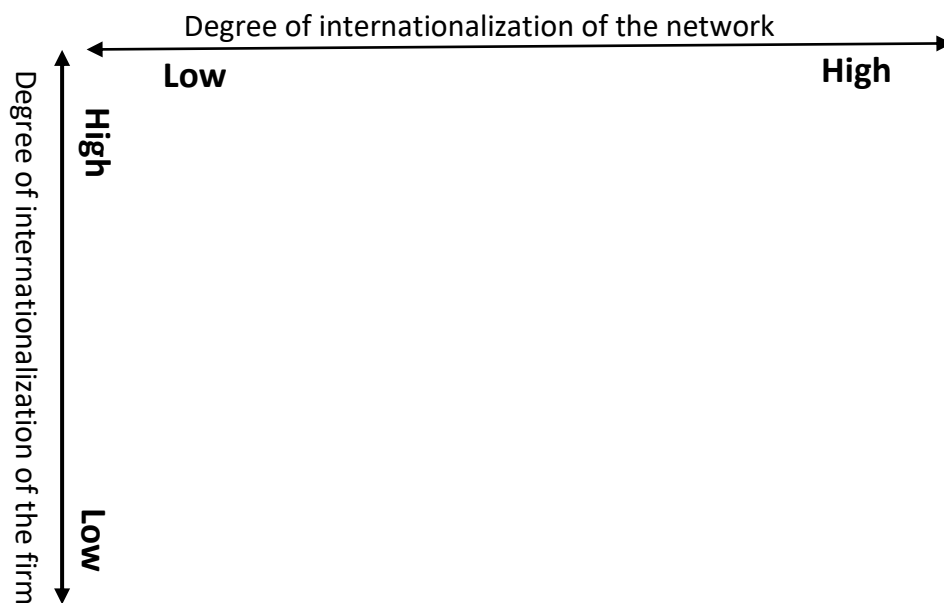 Degree of internationalization of the network
Low
High
Degree of internationalization of the firm
High
Low